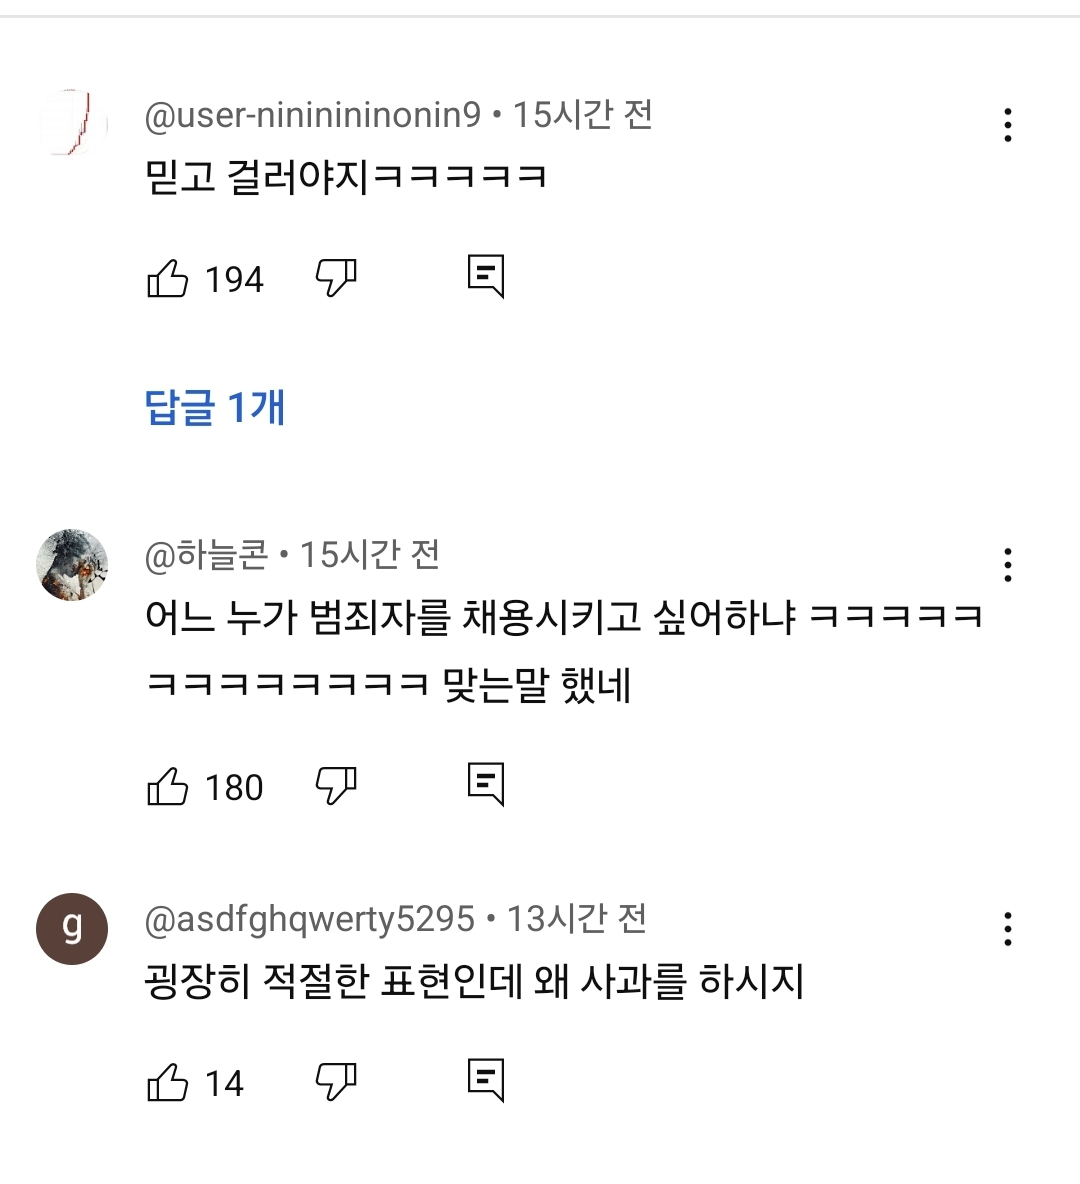 @user-nininininonin9 • 15시간 전
믿고 걸러야지ㅋㅋㅋㅋㅋ
194
답글 1개
@하늘콘 • 15시간 전
어느 누가 범죄자를 채용시키고 싶어하냐 ㅋㅋㅋㅋㅋ
ㅋㅋㅋㅋㅋㅋㅋㅋ 맞는말 했네
180
g
@asdfghqwerty5295 • 13시간 전
굉장히 적절한 표현인데 왜 사과를 하시지
14